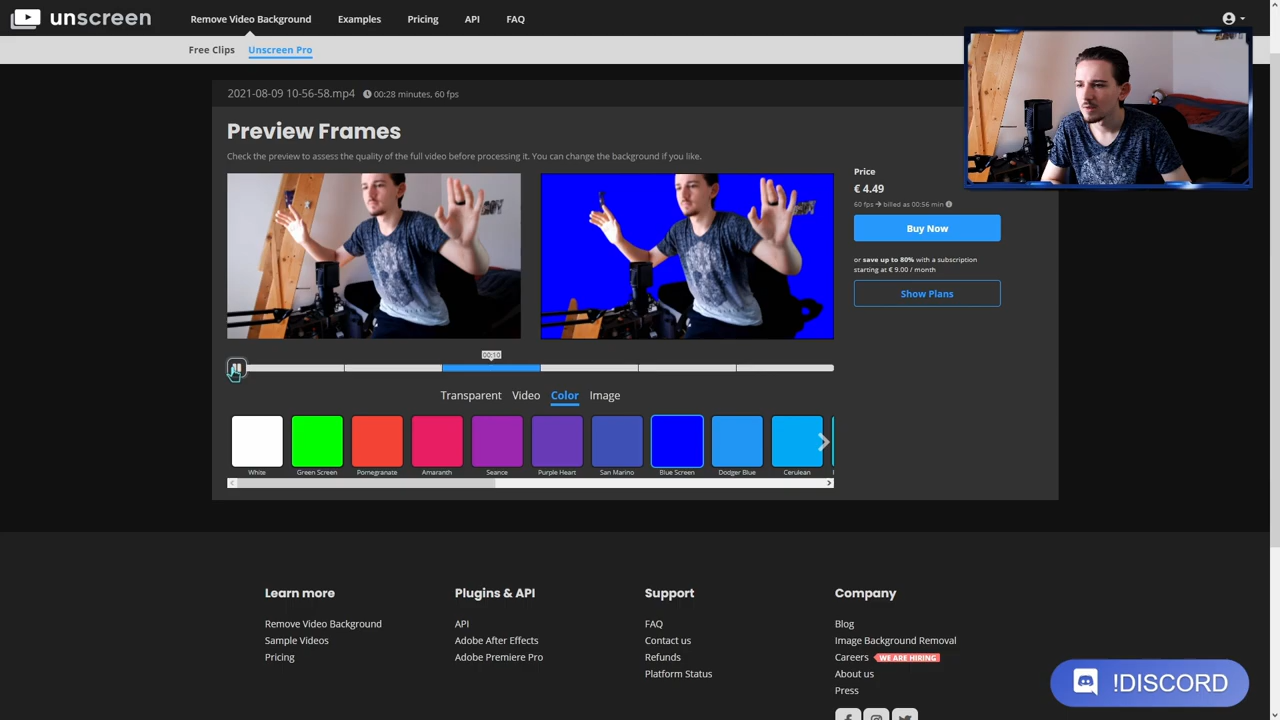 unscreen
Remove Video Background
Examples
Pricing
API
FAQ
Free Clips
Unscreen Pro
2021-08-09 10-56-58.mp4
00:28 minutes, 60 fps
Preview Frames
Check the preview to assess the quality of the full video before processing it. You can change the background if you like.
Price
€ 4.49
60 fps → billed as 00:56 min
Buy Now
or save up to 80% with a subscription
starting at € 9.00 / month
Show Plans
00:10
Transparent
Video
Color
Image
White
Green Screen
Pomegranate
Amaranth
Seance
Purple Heart
San Marino
Blue Screen
Dodger Blue
Cerulean
Learn more
Remove Video Background
Sample Videos
Pricing
Plugins & API
API
Adobe After Effects
Adobe Premiere Pro
Support
FAQ
Contact us
Refunds
Platform Status
Company
Blog
Image Background Removal
Careers WE ARE HIRING
About us
Press
!DISCORD